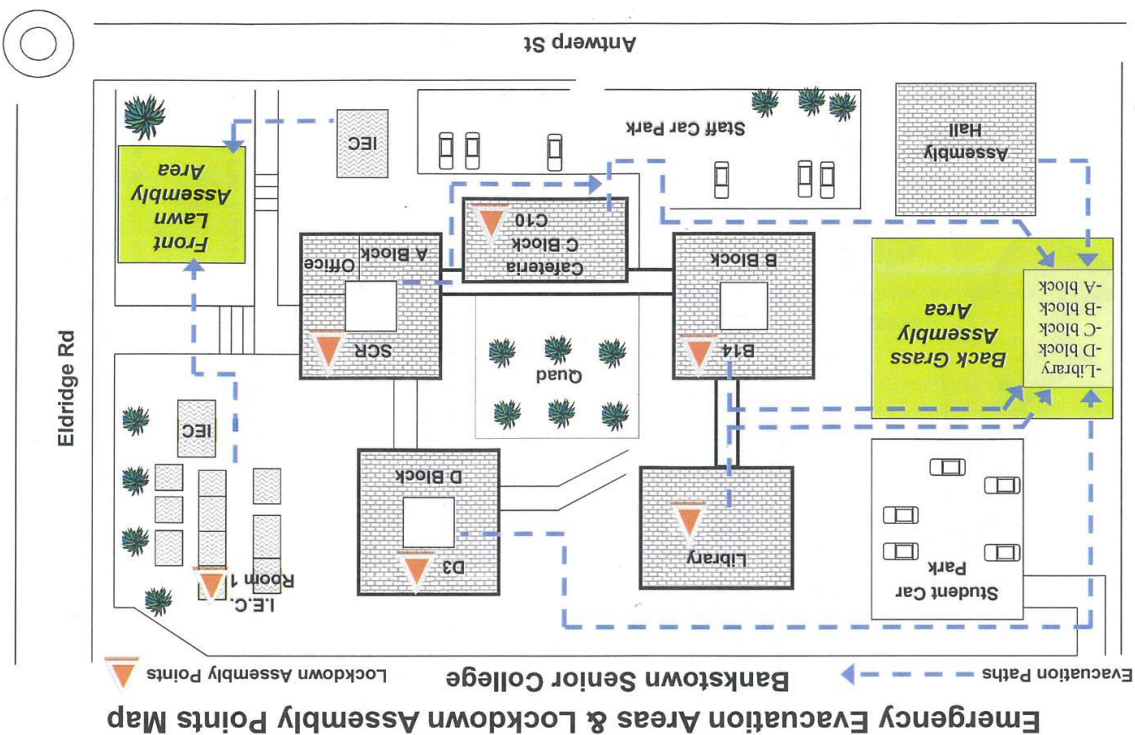 Emergency Evacuation Areas & Lockdown Assembly Points Map
Bankstown Senior College
Evacuation Paths
Lockdown Assembly Points
Student Car
Park
Library
D3
D Block
I.E.C.
Room 1
IEC
Eldridge Rd
-Library
-D block
-C block
-B block
-A block
Back Grass
Assembly
Area
B14
B Block
Quad
SCR
A Block
Office
Cafeteria
C Block
C10
Front
Lawn
Assembly
Area
Assembly
Hall
Staff Car Park
IEC
Antwerp St